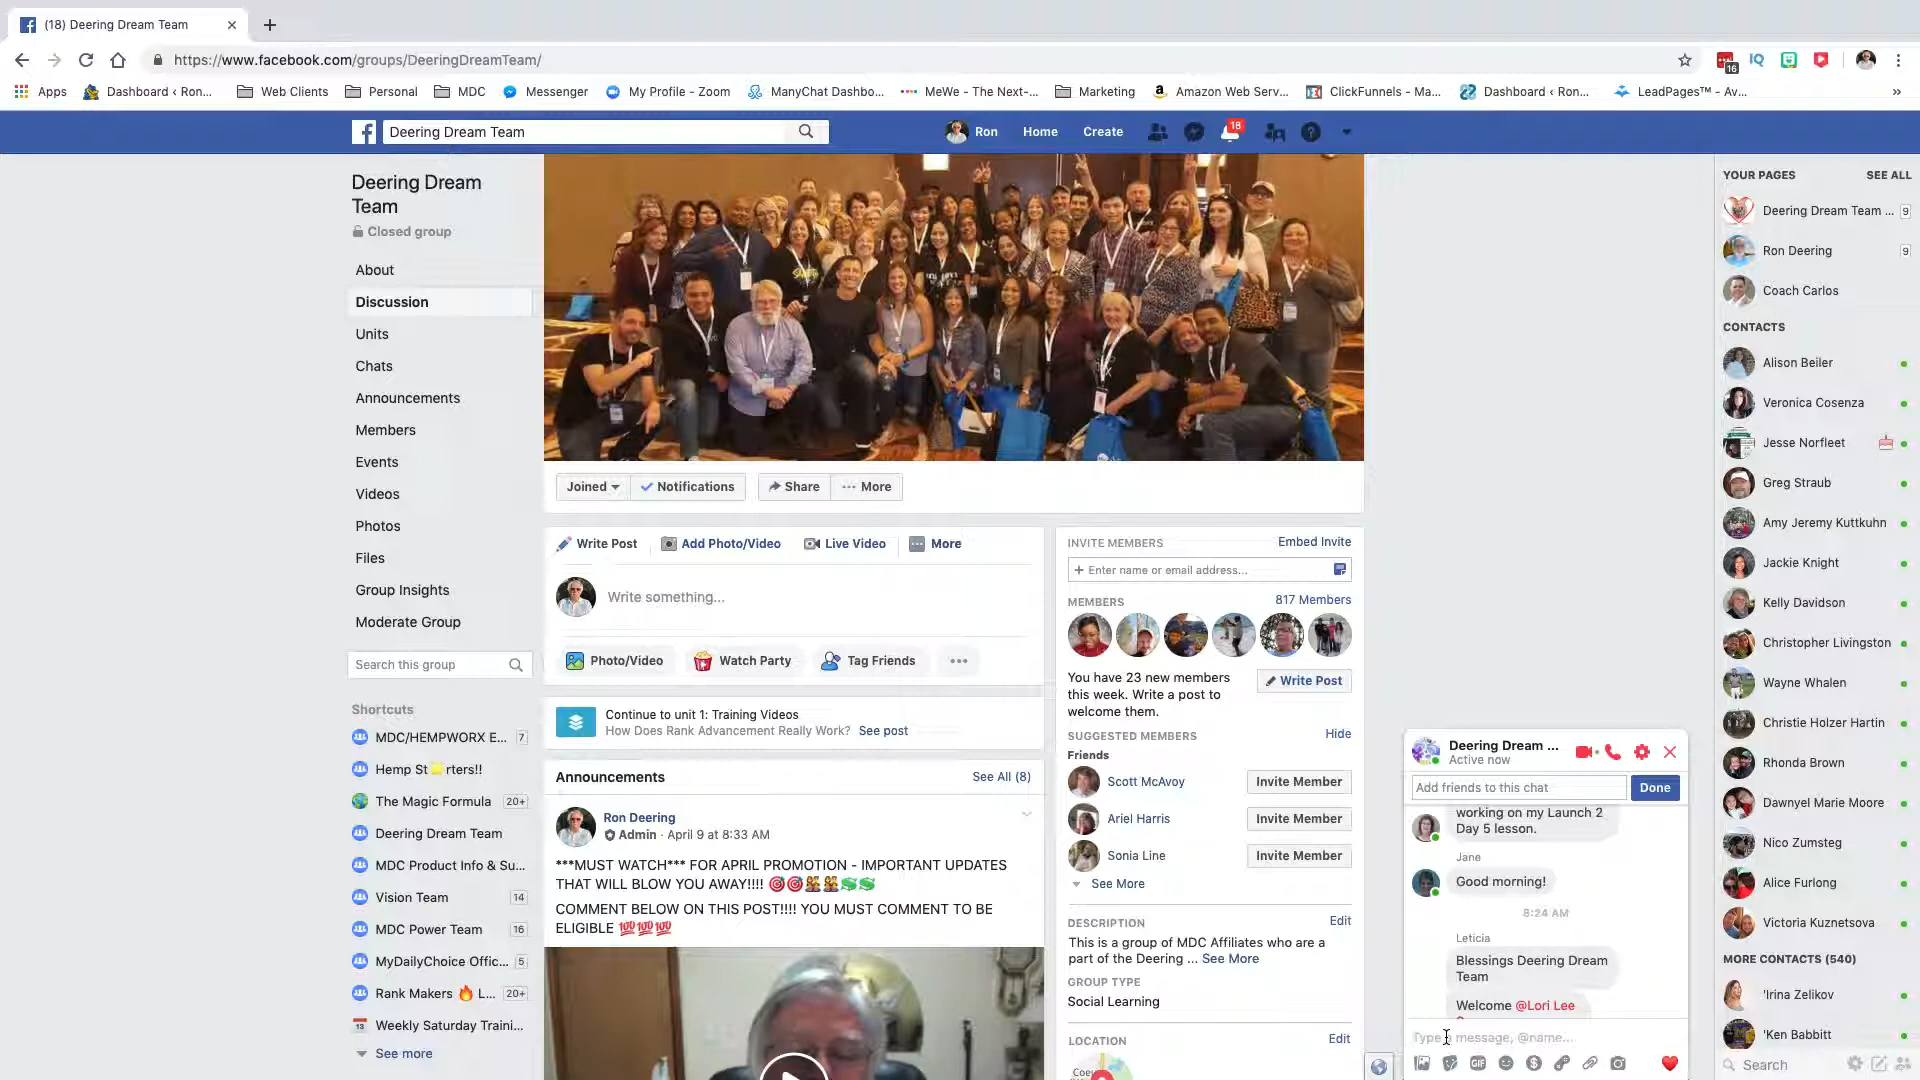 (18) Deering Dream Team
https://www.facebook.com/groups/DeeringDreamTeam/
16
Apps
Dashboard ‹ Ron...
Web Clients
Personal
MDC
Messenger
My Profile - Zoom
ManyChat Dashbo...
MeWe - The Next-...
Marketing
Amazon Web Serv...
ClickFunnels - Ma...
Dashboard ‹ Ron...
LeadPages™ - Av...
Deering Dream Team
Ron
Home
Create
18
Deering Dream
Team
Closed group
About
Discussion
Units
Chats
Announcements
Members
Events
Videos
Photos
Files
Group Insights
Moderate Group
Search this group
Shortcuts
MDC/HEMPWORX E... 7
Hemp St rters!!
The Magic Formula 20+
Deering Dream Team
MDC Product Info & Su...
Vision Team 14
MDC Power Team 16
MyDailyChoice Offic... 5
Rank Makers 🔥 L... 20+
13 Weekly Saturday Traini...
See more
Joined
Notifications
Share
More
Write Post
Add Photo/Video
Live Video
More
Write something...
Photo/Video
Watch Party
Tag Friends
Continue to unit 1: Training Videos
How Does Rank Advancement Really Work? See post
Announcements
See All (8)
Ron Deering
Admin · April 9 at 8:33 AM
***MUST WATCH*** FOR APRIL PROMOTION - IMPORTANT UPDATES
THAT WILL BLOW YOU AWAY!!!!
COMMENT BELOW ON THIS POST!!!! YOU MUST COMMENT TO BE
ELIGIBLE 💯💯💯
INVITE MEMBERS
Embed Invite
+ Enter name or email address...
MEMBERS
817 Members
You have 23 new members
this week. Write a post to
welcome them.
Write Post
SUGGESTED MEMBERS
Hide
Friends
Scott McAvoy
Invite Member
Ariel Harris
Invite Member
Sonia Line
Invite Member
See More
DESCRIPTION
Edit
This is a group of MDC Affiliates who are a
part of the Deering ... See More
GROUP TYPE
Social Learning
LOCATION
Edit
Coeu
Deering Dream ...
Active now
Add friends to this chat
Done
working on my Launch 2
Day 5 lesson.
Jane
Good morning!
8:24 AM
Leticia
Blessings Deering Dream
Team
Welcome @Lori Lee
Type a message, @name...
GIF
YOUR PAGES
SEE ALL
Deering Dream Team ... 9
Ron Deering 9
Coach Carlos
CONTACTS
Alison Beiler
Veronica Cosenza
Jesse Norfleet
Greg Straub
Amy Jeremy Kuttkuhn
Jackie Knight
Kelly Davidson
Christopher Livingston
Wayne Whalen
Christie Holzer Hartin
Rhonda Brown
Dawnyel Marie Moore
Nico Zumsteg
Alice Furlong
Victoria Kuznetsova
MORE CONTACTS (540)
'Irina Zelikov
'Ken Babbitt
Search